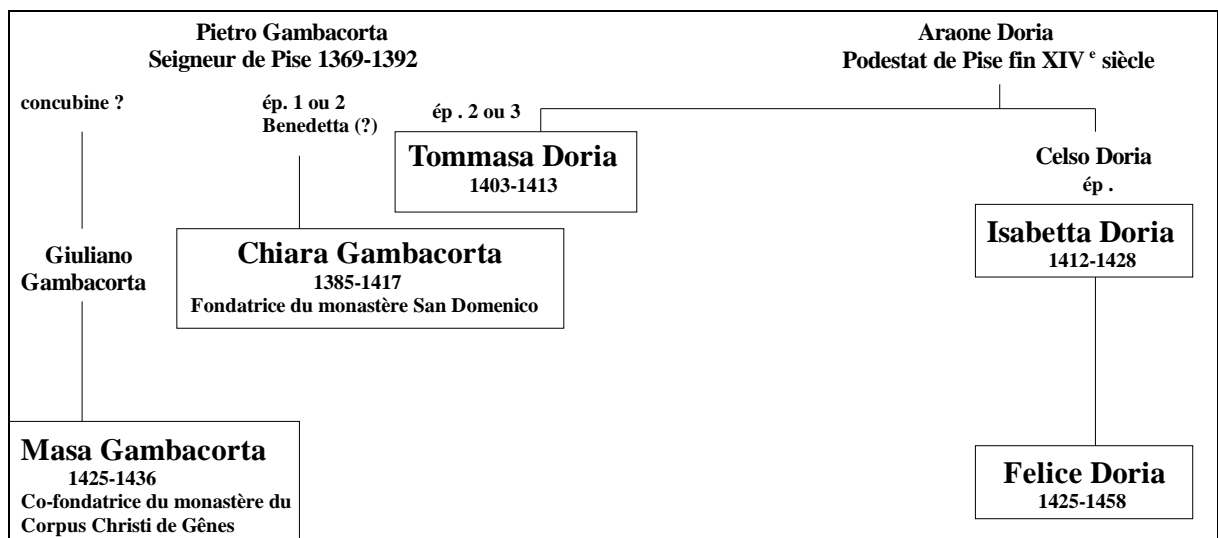 Pietro Gambacorta
Seigneur de Pise 1369-1392
Araone Doria
Podestat de Pise fin XIV e siècle
concubine ?
ép. 1 ou 2
Benedetta (?)
ép . 2 ou 3
Tommasa Doria
1403-1413
Celso Doria
ép .
Isabetta Doria
1412-1428
Giuliano
Gambacorta
Chiara Gambacorta
1385-1417
Fondatrice du monastère San Domenico
Masa Gambacorta
1425-1436
Co-fondatrice du monastère du
Corpus Christi de Gênes
Felice Doria
1425-1458